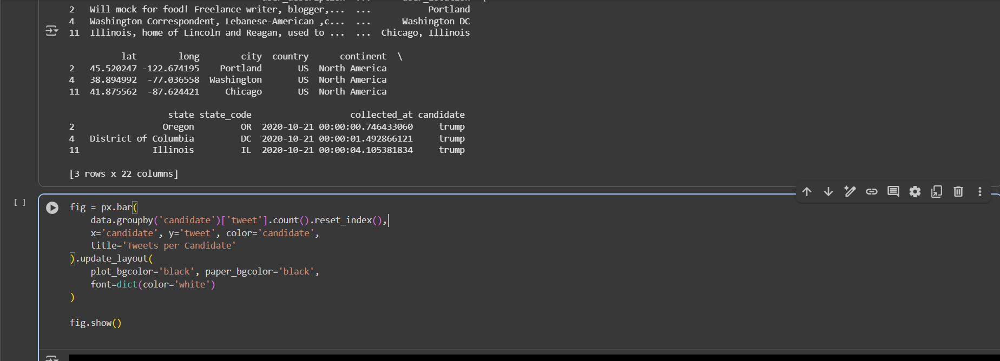 2 Will mock for food! Freelance writer, blogger,... ... Portland
4 Washington Correspondent, Lebanese-American ,c... ... Washington DC
11 Illinois, home of Lincoln and Reagan, used to ... ... Chicago, Illinois
lat long city country continent \
2 45.520247 -122.674195 Portland US North America
4 38.894992 -77.036558 Washington US North America
11 41.875562 -87.624421 Chicago US North America
state state_code collected_at candidate
2 Oregon OR 2020-10-21 00:00:00.746433060 trump
4 District of Columbia DC 2020-10-21 00:00:01.492866121 trump
11 Illinois IL 2020-10-21 00:00:04.105381834 trump
[3 rows x 22 columns]
[ ]
fig = px.bar(
data.groupby('candidate')['tweet'].count().reset_index(),
x='candidate', y='tweet', color='candidate',
title='Tweets per Candidate'
).update_layout(
plot_bgcolor='black', paper_bgcolor='black',
font=dict(color='white')
)
fig.show()